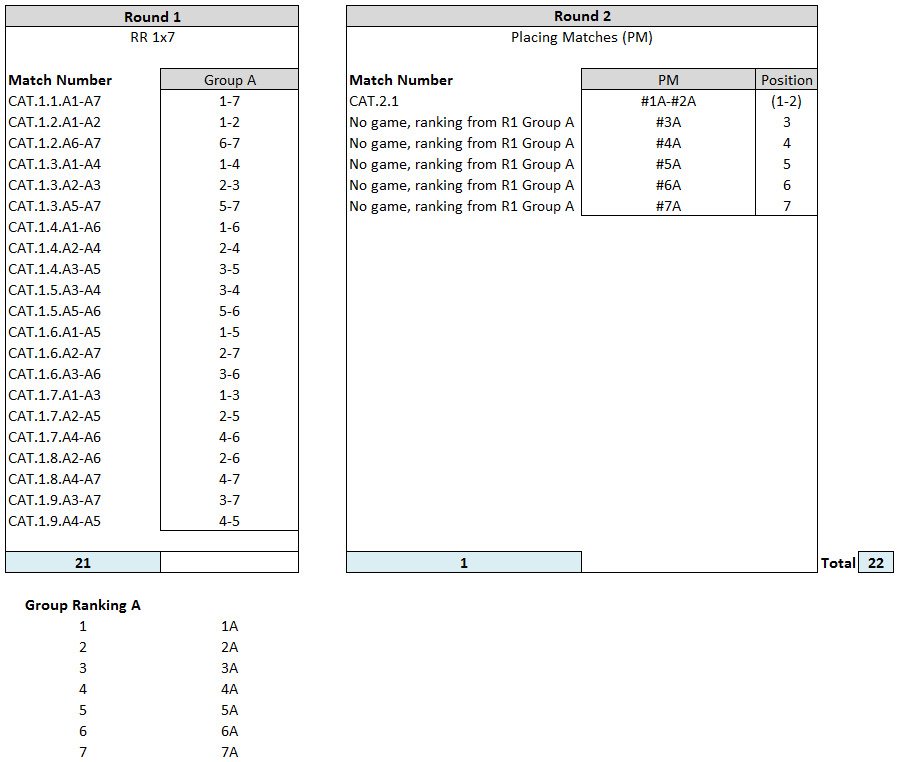 Round 1
RR 1x7
Match Number Group A
CAT.1.1.A1-A7 1-7
CAT.1.2.A1-A2 1-2
CAT.1.2.A6-A7 6-7
CAT.1.3.A1-A4 1-4
CAT.1.3.A2-A3 2-3
CAT.1.3.A5-A7 5-7
CAT.1.4.A1-A6 1-6
CAT.1.4.A2-A4 2-4
CAT.1.4.A3-A5 3-5
CAT.1.5.A3-A4 3-4
CAT.1.5.A5-A6 5-6
CAT.1.6.A1-A5 1-5
CAT.1.6.A2-A7 2-7
CAT.1.6.A3-A6 3-6
CAT.1.7.A1-A3 1-3
CAT.1.7.A2-A5 2-5
CAT.1.7.A4-A6 4-6
CAT.1.8.A2-A6 2-6
CAT.1.8.A4-A7 4-7
CAT.1.9.A3-A7 3-7
CAT.1.9.A4-A5 4-5
21
Round 2
Placing Matches (PM)
Match Number PM Position
CAT.2.1 #1A-#2A (1-2)
No game, ranking from R1 Group A #3A 3
No game, ranking from R1 Group A #4A 4
No game, ranking from R1 Group A #5A 5
No game, ranking from R1 Group A #6A 6
No game, ranking from R1 Group A #7A 7
1
Total 22
Group Ranking A
1 1A
2 2A
3 3A
4 4A
5 5A
6 6A
7 7A